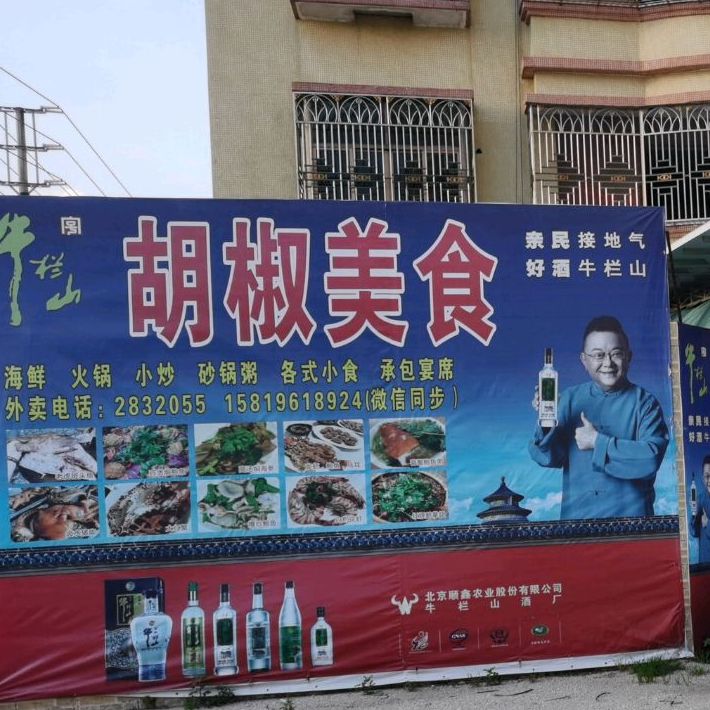 牛栏山
胡椒美食
亲民接地气
好酒牛栏山
海鲜 火锅 小炒 砂锅粥 各式小食 承包宴席
外卖电话：2832055 15819618924(微信同步)
北京顺鑫农业股份有限公司
牛栏山酒厂